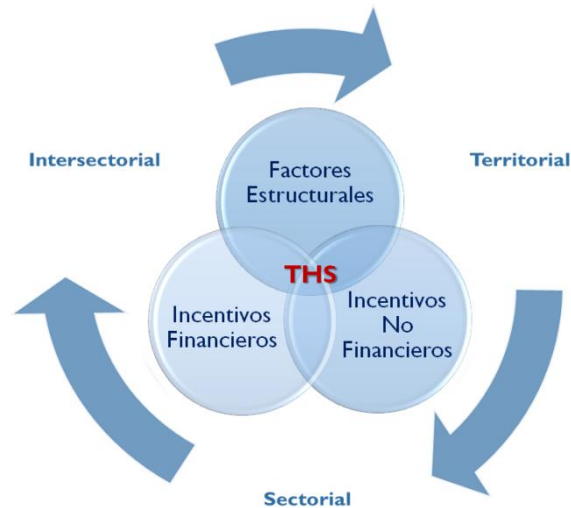 Intersectorial
Territorial
Factores
Estructurales
THS
Incentivos
Financieros
Incentivos
No
Financieros
Sectorial